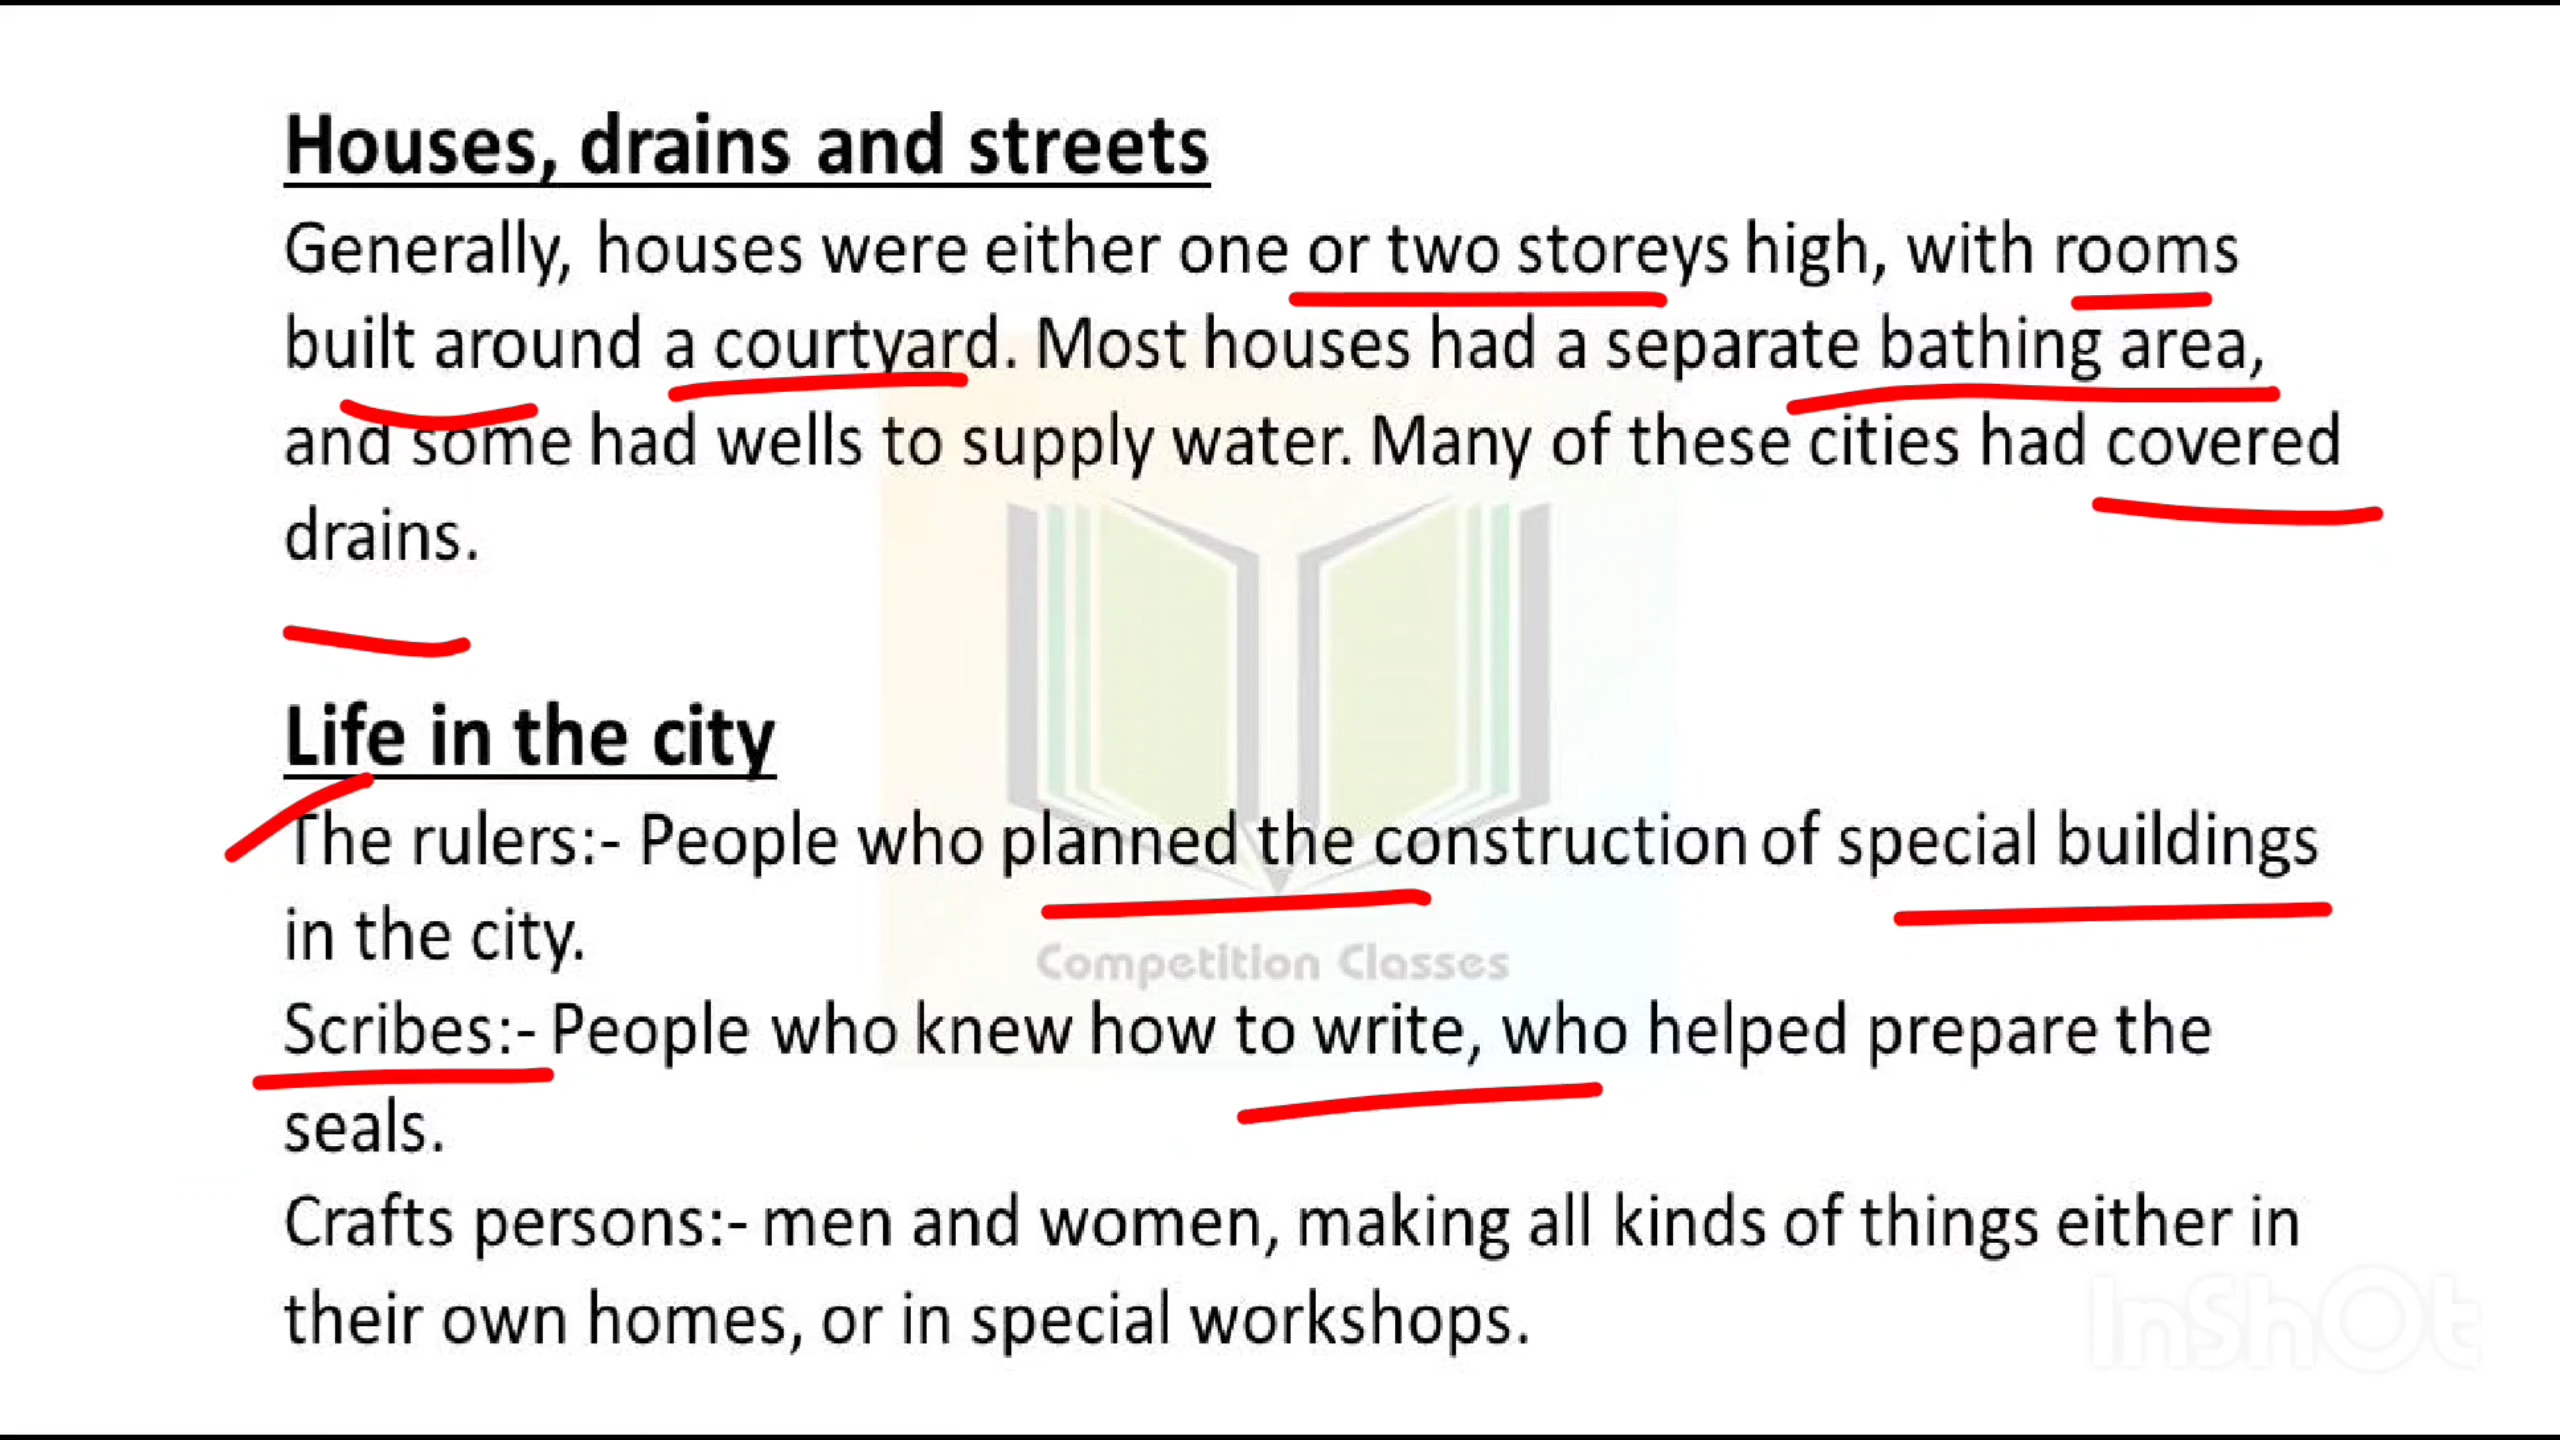 Houses, drains and streets
Generally, houses were either one or two storeys high, with rooms
built around a courtyard. Most houses had a separate bathing area,
and some had wells to supply water. Many of these cities had covered
drains.
Life in the city
The rulers:- People who planned the construction of special buildings
in the city.
Competition Classes
Scribes:- People who knew how to write, who helped prepare the
seals.
Crafts persons:- men and women, making all kinds of things either in
their own homes, or in special workshops.
InShOt